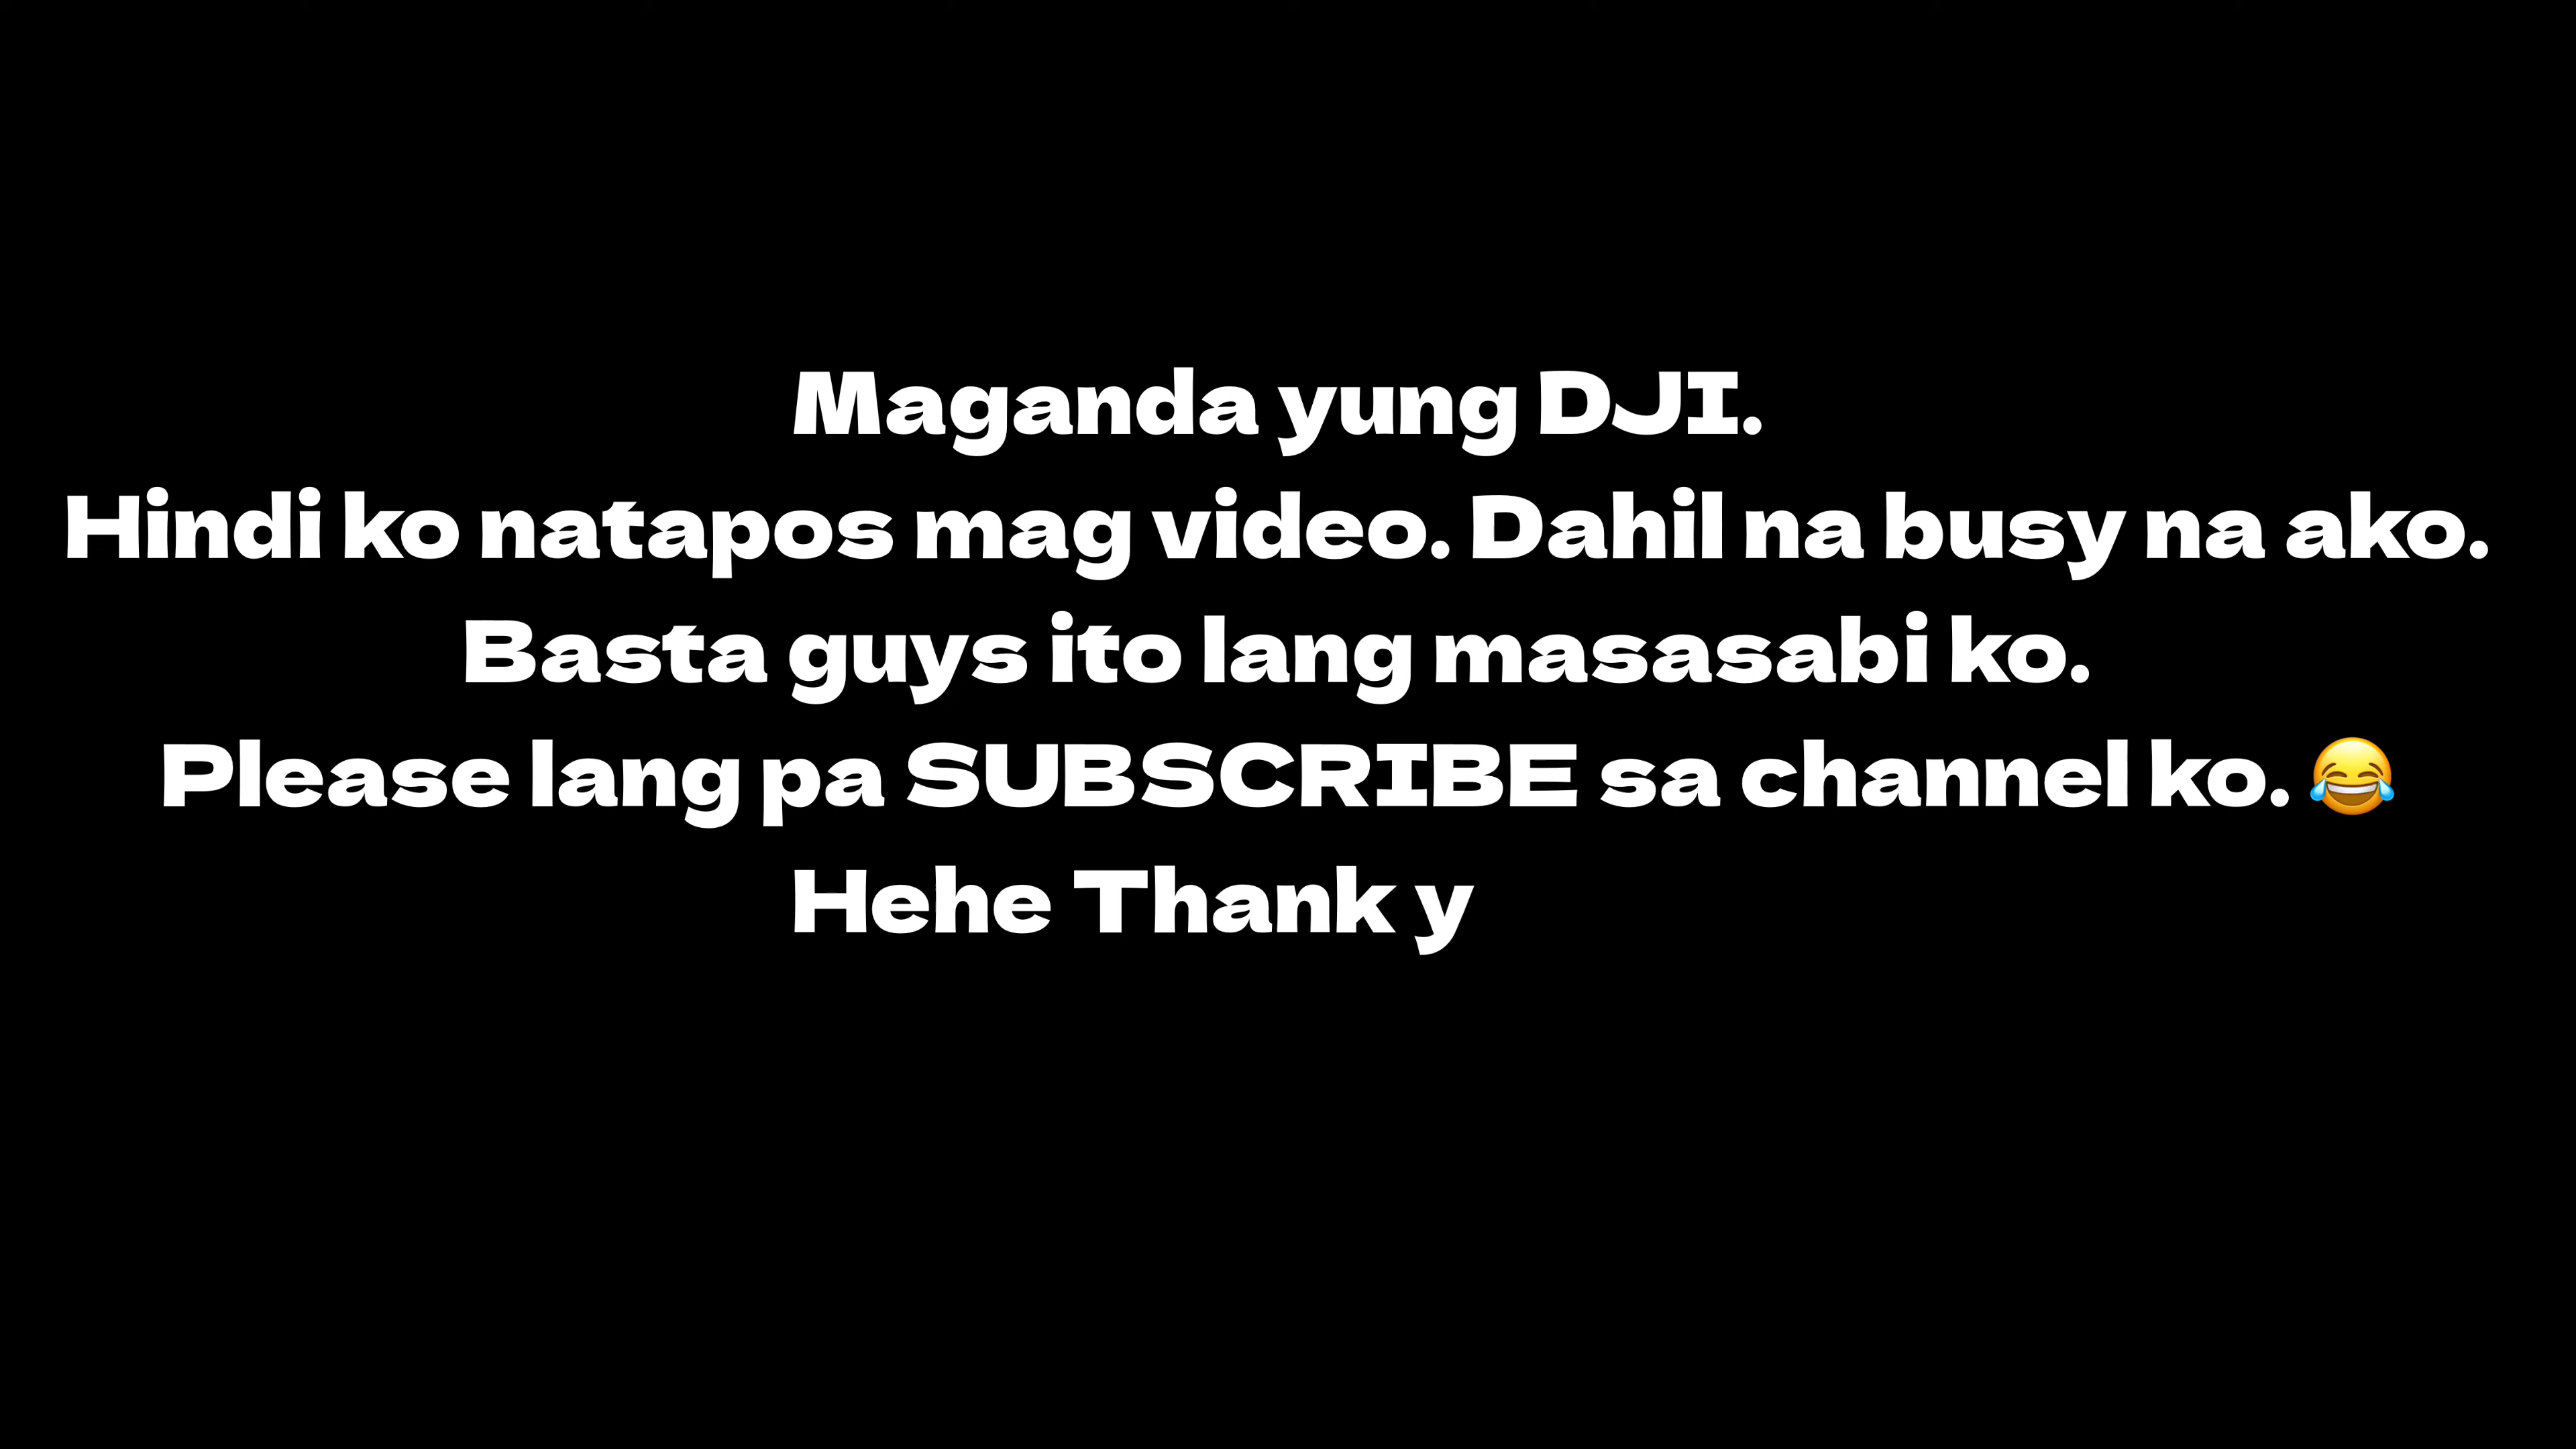 Maganda yung DJI.
Hindi ko natapos mag video. Dahil na busy na ako.
Basta guys ito lang masasabi ko.
Please lang pa SUBSCRIBE sa channel ko. 😂
Hehe Thank y